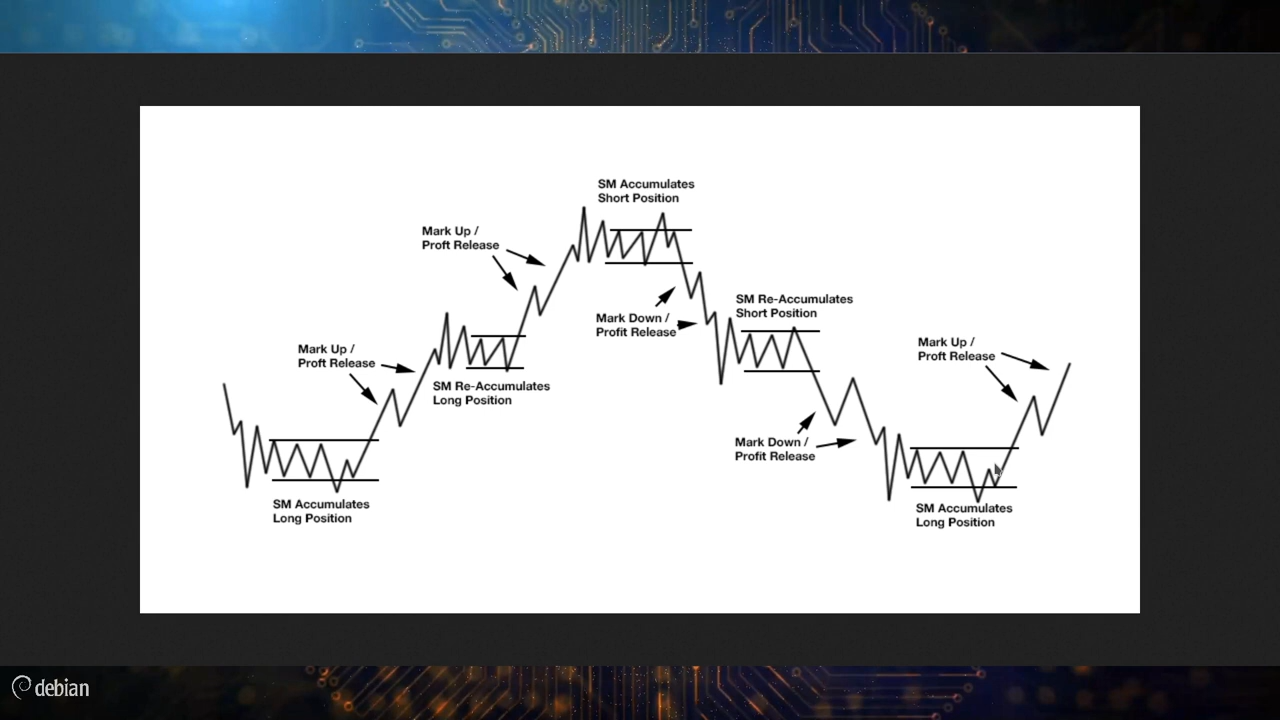 SM Accumulates
Short Position
Mark Up /
Proft Release
SM Re-Accumulates
Short Position
Mark Down /
Profit Release
Mark Up /
Proft Release
Mark Up /
Proft Release
SM Re-Accumulates
Long Position
Mark Down /
Profit Release
SM Accumulates
Long Position
SM Accumulates
Long Position
debian